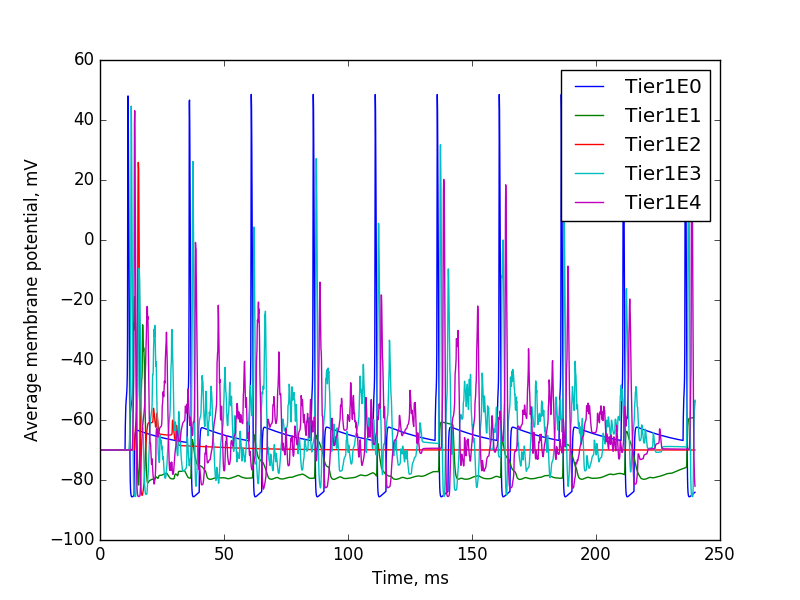 60
40
20
0
−20
−40
−60
−80
−100
0
50
100
150
200
250
Average membrane potential, mV
Time, ms
Tier1E0
Tier1E1
Tier1E2
Tier1E3
Tier1E4